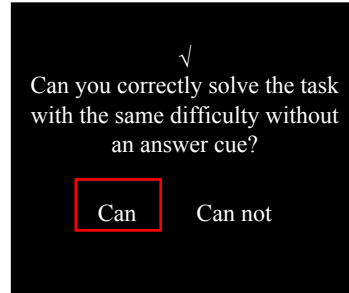 √
Can you correctly solve the task
with the same difficulty without
an answer cue?
Can Can not